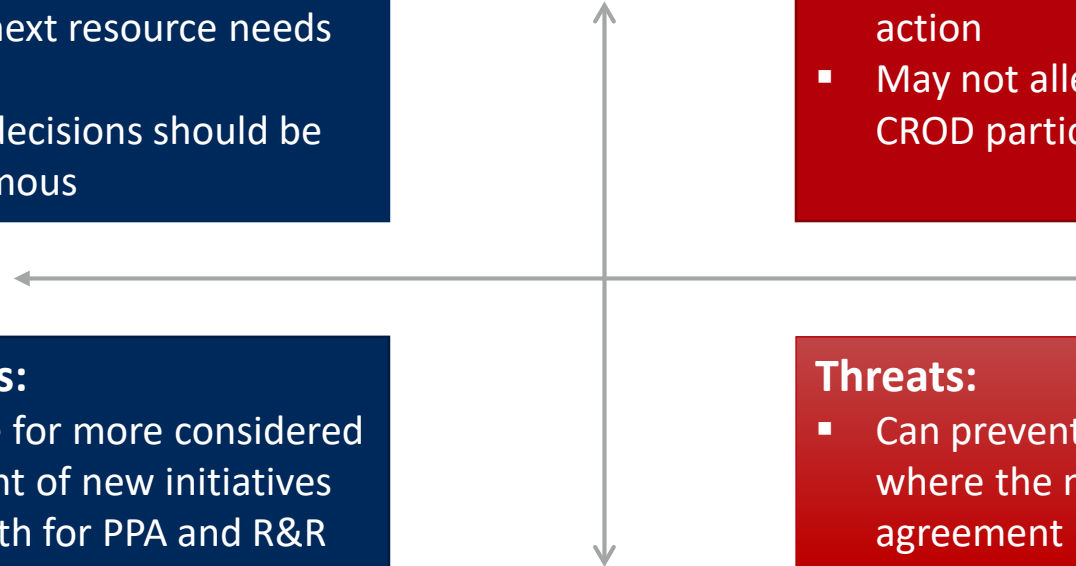 next resource needs
decisions should be
mous
action
▪ May not alle
CROD partic
s:
e for more considered
nt of new initiatives
th for PPA and R&R
Threats:
▪ Can prevent
where the n
agreement